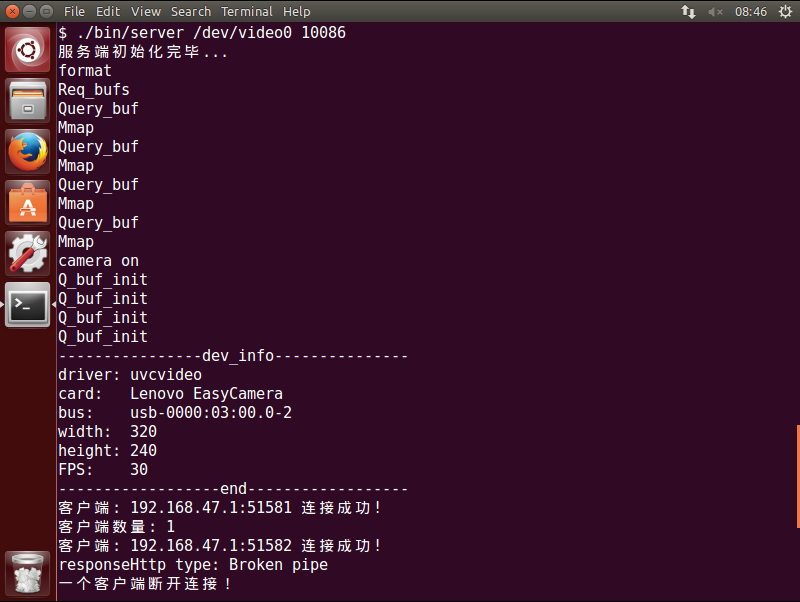 File Edit View Search Terminal Help 08:46
$ ./bin/server /dev/video0 10086
服务端初始化完毕...
format
Req_bufs
Query_buf
Mmap
Query_buf
Mmap
Query_buf
Mmap
Query_buf
Mmap
camera on
Q_buf_init
Q_buf_init
Q_buf_init
Q_buf_init
----------------dev_info---------------
driver: uvcvideo
card:   Lenovo EasyCamera
bus:    usb-0000:03:00.0-2
width:  320
height: 240
FPS:    30
------------------end------------------
客户端: 192.168.47.1:51581 连接成功!
客户端数量: 1
客户端: 192.168.47.1:51582 连接成功!
responseHttp type: Broken pipe
一个客户端断开连接!